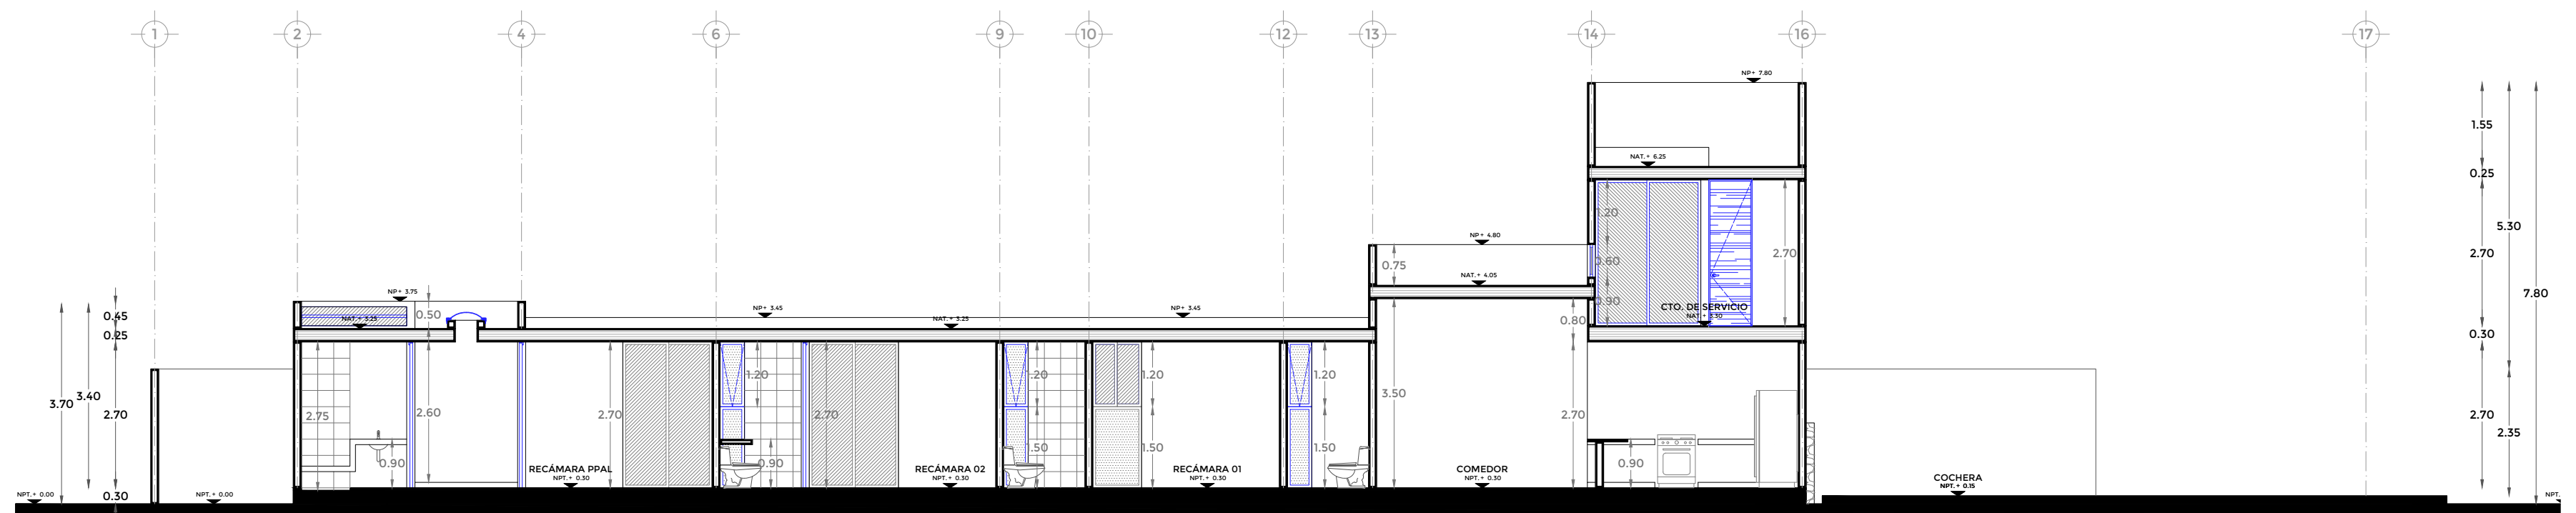 1 2 4 6 9 10 12 13 14 16 17
NP+ 7.80
1.55
NAT.+ 6.25
0.25
1.20
5.30
NP+ 4.80
2.70 2.70
0.75 0.60
NAT.+ 4.05
NP+ 3.75 7.80
0.90
0.45 0.50 NP+ 3.45 NP+ 3.45 CTO. DE SERVICIO
NAT.+ 3.25 NAT.+ 3.25 0.80
0.25 0.30
1.20 1.20 1.20 1.20
3.70 3.40 3.50
2.70 2.75 2.60 2.70 2.70 2.70 2.70
2.35
1.50 1.50 1.50
0.90 0.90 0.90
RECÁMARA PPAL RECÁMARA 02 RECÁMARA 01 COMEDOR
NPT.+ 0.30 NPT.+ 0.30 NPT.+ 0.30 NPT.+ 0.30
COCHERA
NPT.+ 0.15
NPT.+ 0.00 0.30 NPT.+ 0.00 NPT.